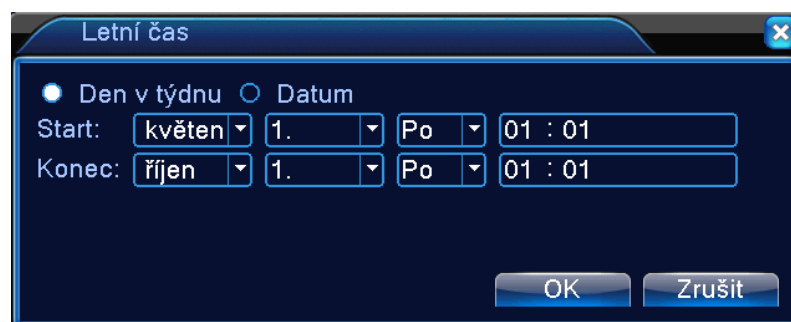 Letní čas
Den v týdnu Datum
Start: květen 1. Po 01 : 01
Konec: říjen 1. Po 01 : 01
OK Zrušit